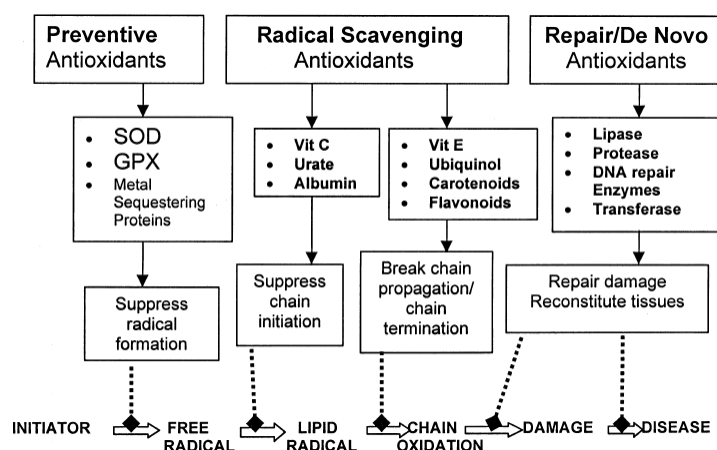 Preventive
Antioxidants
Radical Scavenging
Antioxidants
Repair/De Novo
Antioxidants
• SOD
• GPX
• Metal
Sequestering
Proteins
• Vit C
• Urate
• Albumin
• Vit E
• Ubiquinol
• Carotenoids
• Flavonoids
• Lipase
• Protease
• DNA repair
Enzymes
• Transferase
Suppress
radical
formation
Suppress
chain
initiation
Break chain
propagation/
chain
termination
Repair damage
Reconstitute tissues
INITIATOR
FREE
RADICAL
LIPID
RADICAL
CHAIN
OXIDATION
DAMAGE
DISEASE